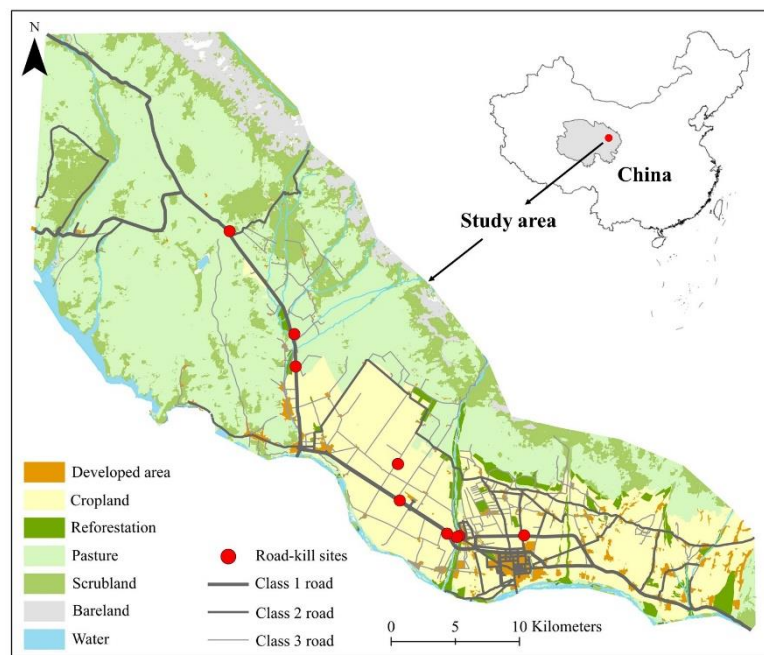 N
China
Study area
Developed area
Cropland
Reforestation
Pasture
Scrubland
Bareland
Water
Road-kill sites
Class 1 road
Class 2 road
Class 3 road
0 5 10 Kilometers